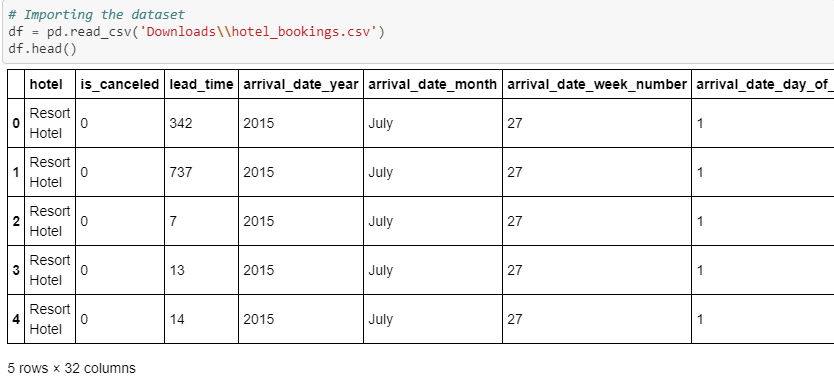 # Importing the dataset
df = pd.read_csv('Downloads\\hotel_bookings.csv')
df.head()
hotel is_canceled lead_time arrival_date_year arrival_date_month arrival_date_week_number arrival_date_day_of_
0 Resort Hotel 0 342 2015 July 27 1
1 Resort Hotel 0 737 2015 July 27 1
2 Resort Hotel 0 7 2015 July 27 1
3 Resort Hotel 0 13 2015 July 27 1
4 Resort Hotel 0 14 2015 July 27 1
5 rows × 32 columns